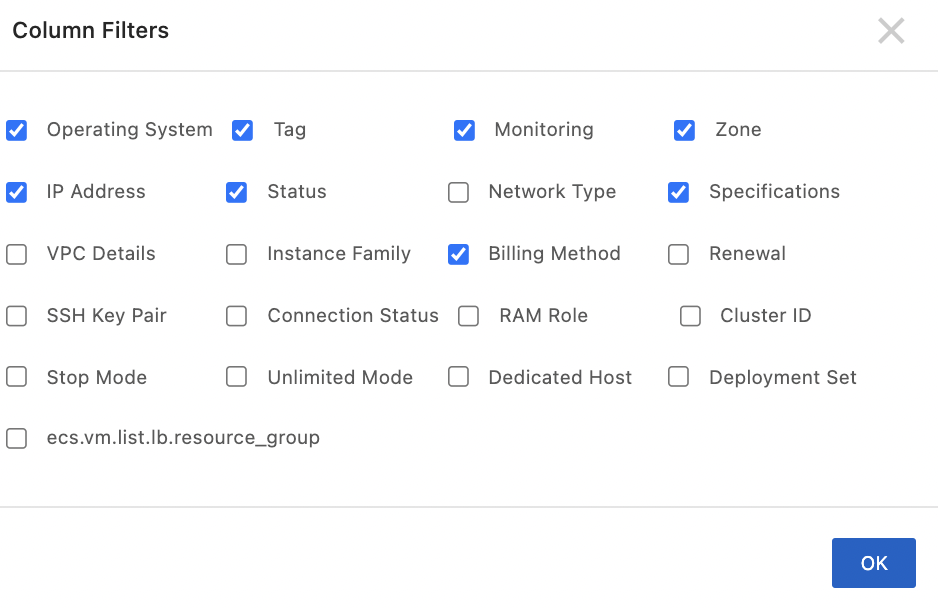 Column Filters
Operating System Tag Monitoring Zone
IP Address Status Network Type Specifications
VPC Details Instance Family Billing Method Renewal
SSH Key Pair Connection Status RAM Role Cluster ID
Stop Mode Unlimited Mode Dedicated Host Deployment Set
ecs.vm.list.lb.resource_group
OK